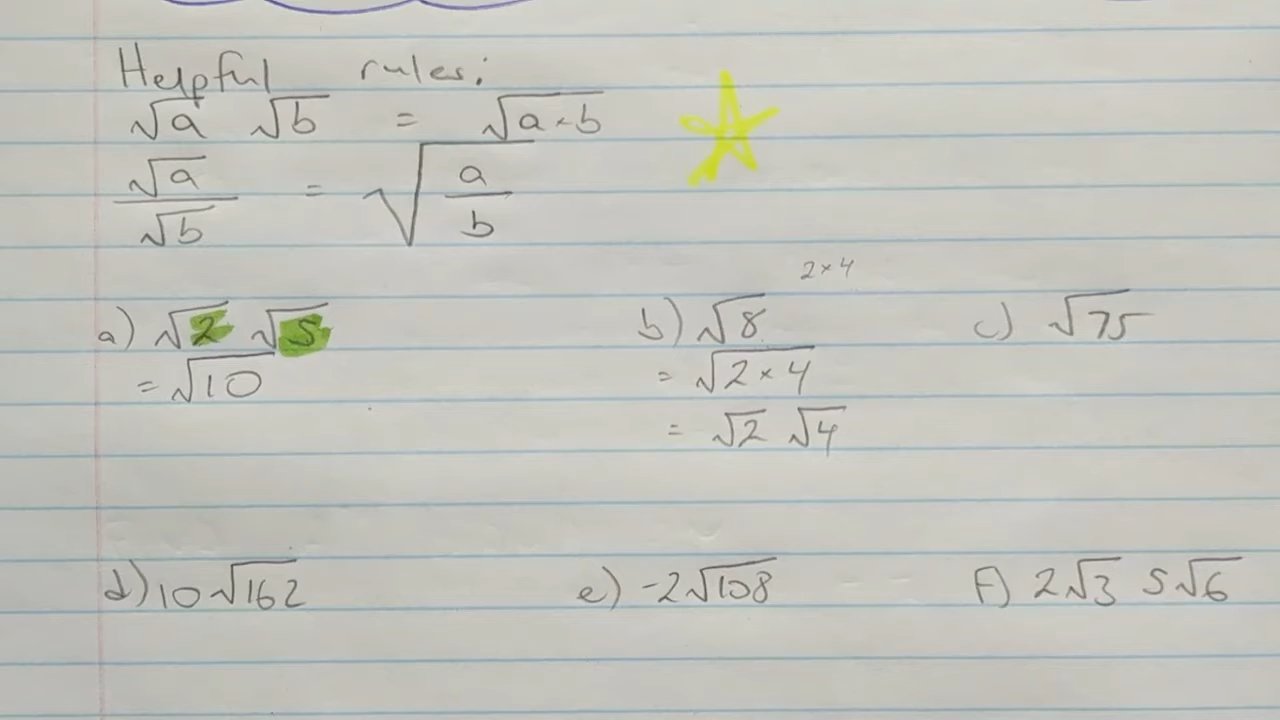 Helpful rules:
√a √b = √a×b
√a/√b = √(a/b)
2×4
a) √2 √5
= √10
b) √8
= √2×4
= √2 √4
c) √75
d) 10√162
e) -2√108
F) 2√3 5√6